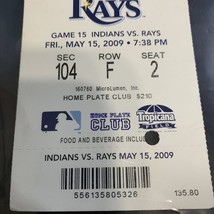 RAYS
GAME 15 INDIANS VS. RAYS
FRI, MAY 15, 2009 • 7:38 PM
SEC ROW SEAT
104 F 2
160760 MicroLumen, Inc.
HOME PLATE CLUB $210
HOME PLATE
CLUB
Tropicana
FIELD
FOOD AND BEVERAGE INCLUDED
INDIANS VS. RAYS MAY 15, 2009
556135805326
135.80